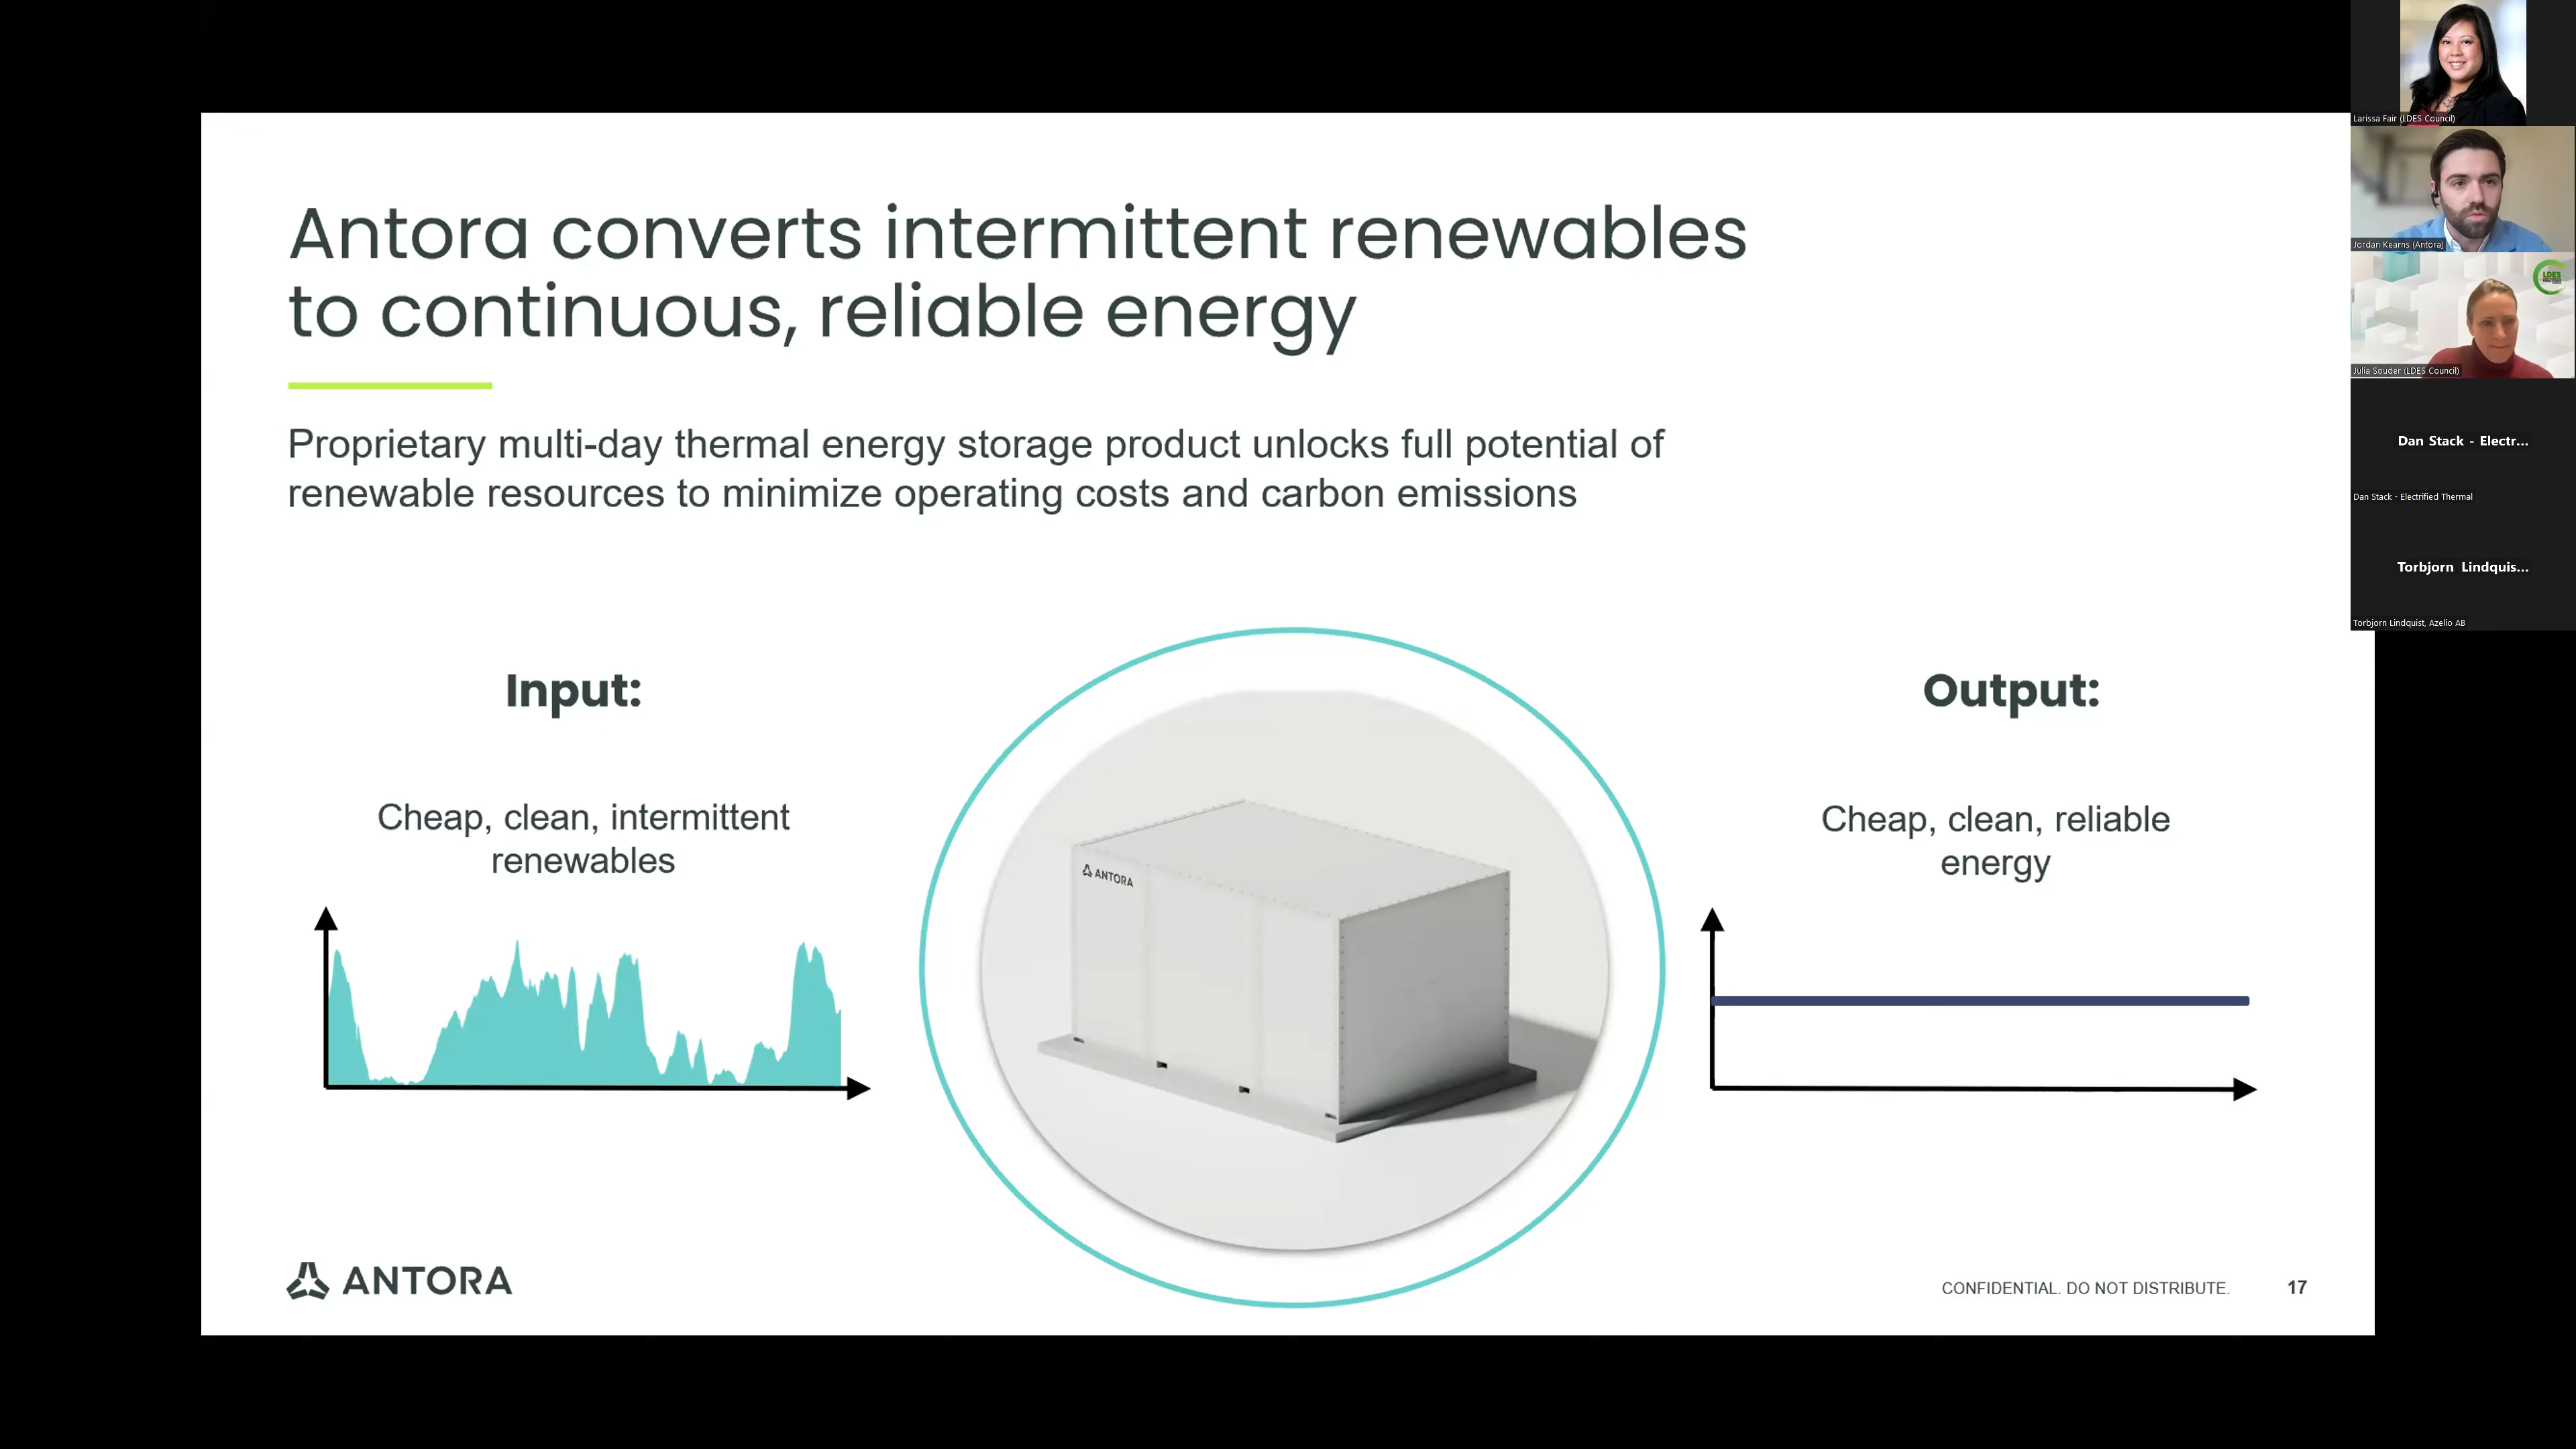 Antora converts intermittent renewables
to continuous, reliable energy
Proprietary multi-day thermal energy storage product unlocks full potential of
renewable resources to minimize operating costs and carbon emissions
Input:
Cheap, clean, intermittent
renewables
ANTORA
Output:
Cheap, clean, reliable
energy
ANTORA
CONFIDENTIAL. DO NOT DISTRIBUTE.
17
Larissa Fair (LDES Council)
Jordan Kearns (Antora)
LDES
Julia Souder (LDES Council)
Dan Stack - Electr...
Dan Stack - Electrified Thermal
Torbjorn Lindquis...
Torbjorn Lindquist, Azelio AB